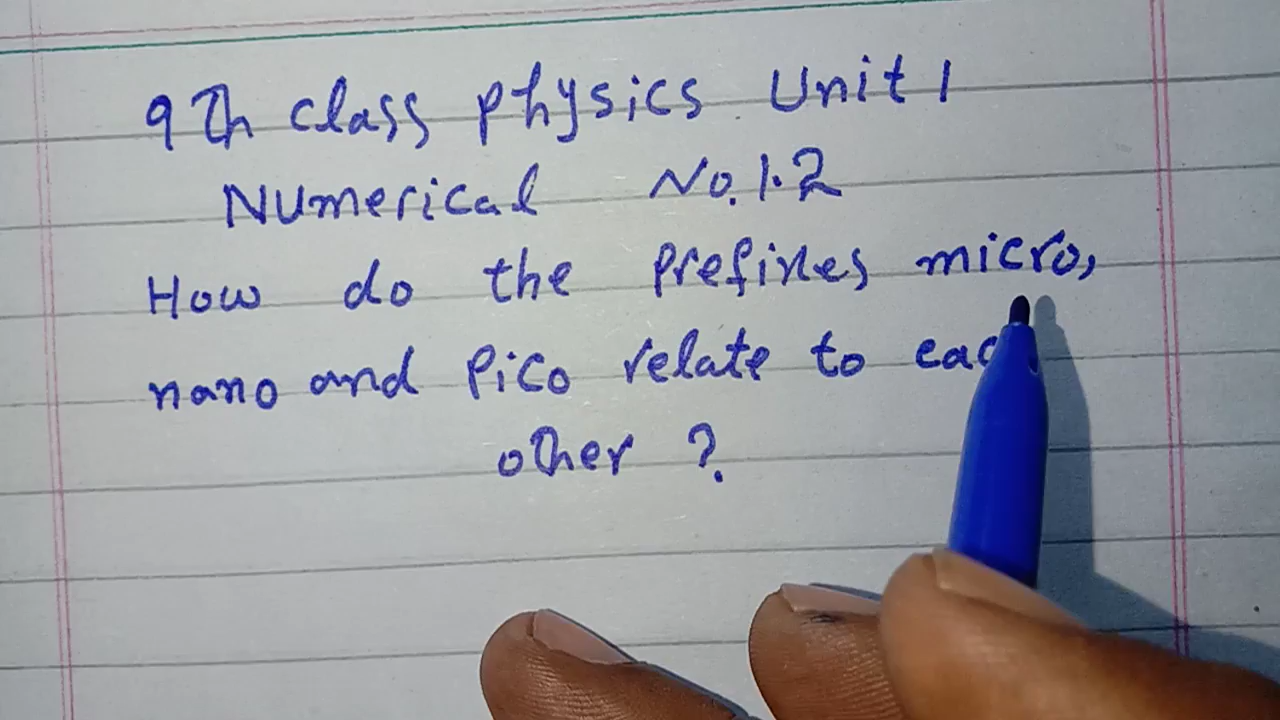 9Th class physics Unit 1
Numerical No. 1.2
How do the prefixes micro,
nano and Pico relate to eac
other ?